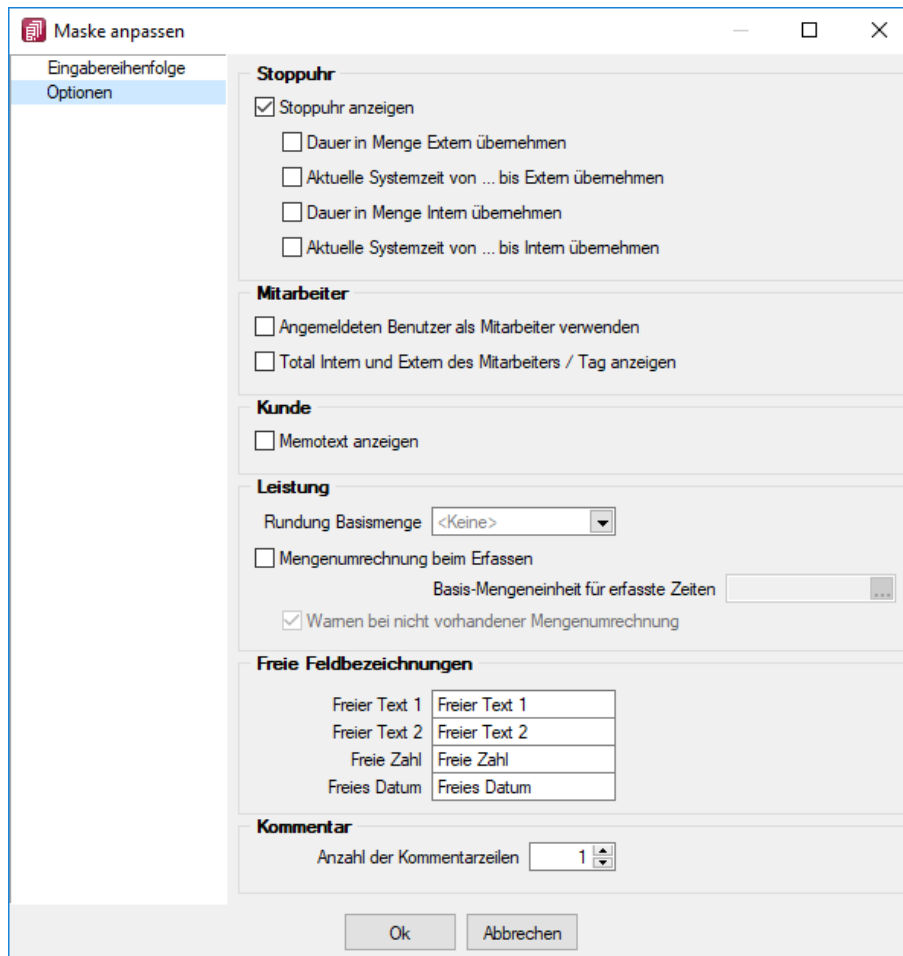 Maske anpassen
Eingabereihenfolge
Optionen
Stoppuhr
Stoppuhr anzeigen
Dauer in Menge Extern übernehmen
Aktuelle Systemzeit von ... bis Extern übernehmen
Dauer in Menge Intern übernehmen
Aktuelle Systemzeit von ... bis Intern übernehmen
Mitarbeiter
Angemeldeten Benutzer als Mitarbeiter verwenden
Total Intern und Extern des Mitarbeiters / Tag anzeigen
Kunde
Memotext anzeigen
Leistung
Rundung Basismenge <Keine>
Mengenumrechnung beim Erfassen
Basis-Mengeneinheit für erfasste Zeiten ...
Warnen bei nicht vorhandener Mengenumrechnung
Freie Feldbezeichnungen
Freier Text 1 Freier Text 1
Freier Text 2 Freier Text 2
Freie Zahl Freie Zahl
Freies Datum Freies Datum
Kommentar
Anzahl der Kommentarzeilen 1
Ok Abbrechen